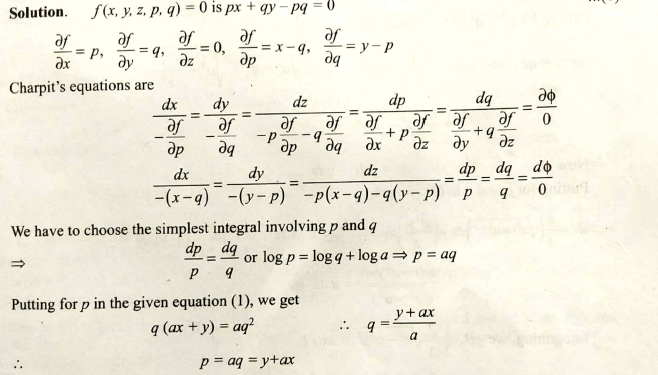 Solution. f(x, y, z, p, q) = 0 is px + qy – pq = 0
∂f/∂x = p, ∂f/∂y = q, ∂f/∂z = 0, ∂f/∂p = x – q, ∂f/∂q = y – p
Charpit's equations are
dx/(–∂f/∂p) = dy/(–∂f/∂q) = dz/(–p ∂f/∂p – q ∂f/∂q) = dp/(∂f/∂x + p ∂f/∂z) = dq/(∂f/∂y + q ∂f/∂z) = ∂ϕ/0
dx/–(x–q) = dy/–(y–p) = dz/–p(x–q)–q(y–p) = dp/p = dq/q = dϕ/0
We have to choose the simplest integral involving p and q
⇒ dp/p = dq/q or log p = log q + log a ⇒ p = aq
Putting for p in the given equation (1), we get
q (ax + y) = aq² ∴ q = (y + ax)/a
∴ p = aq = y+ax